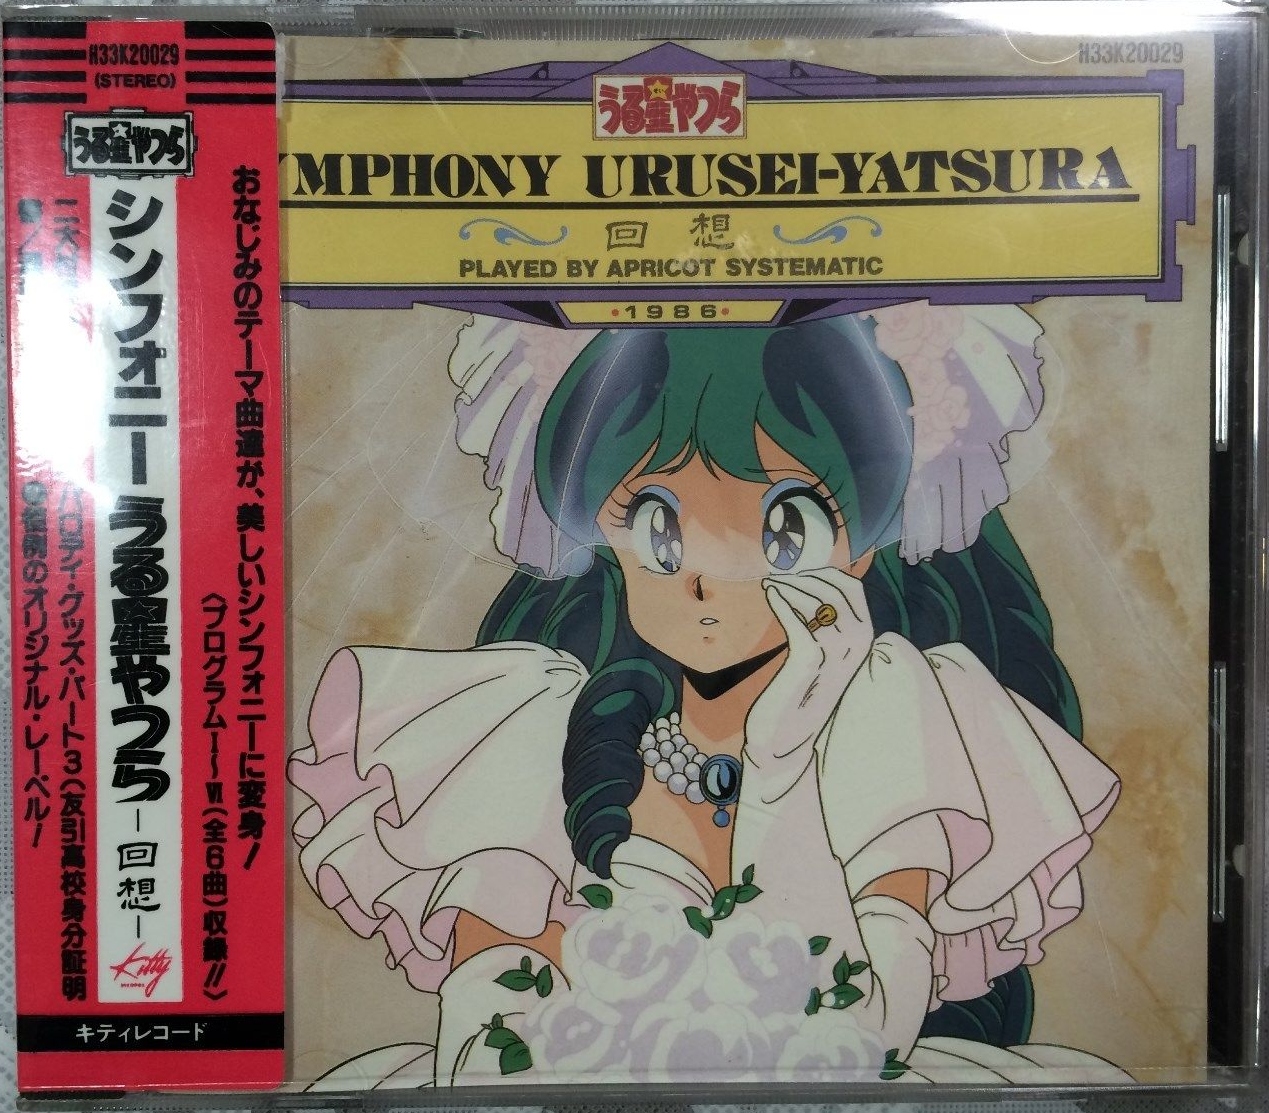 H33K20029
(STEREO)
うる星やつら
シンフォニーうる星やつら
―回想―
Kitty
RECORDS
おなじみのテーマ曲達が、美しいシンフォニーに変身!
〈プログラムI〜VI(全6曲)収録!!〉
二大
パロディ・グッズ・パート3(友引高校身分証明
のオリジナル・レーベル!
キティレコード
H33K20029
うる星やつら
YMPHONY URUSEI-YATSURA
回想
PLAYED BY APRICOT SYSTEMATIC
・1986・